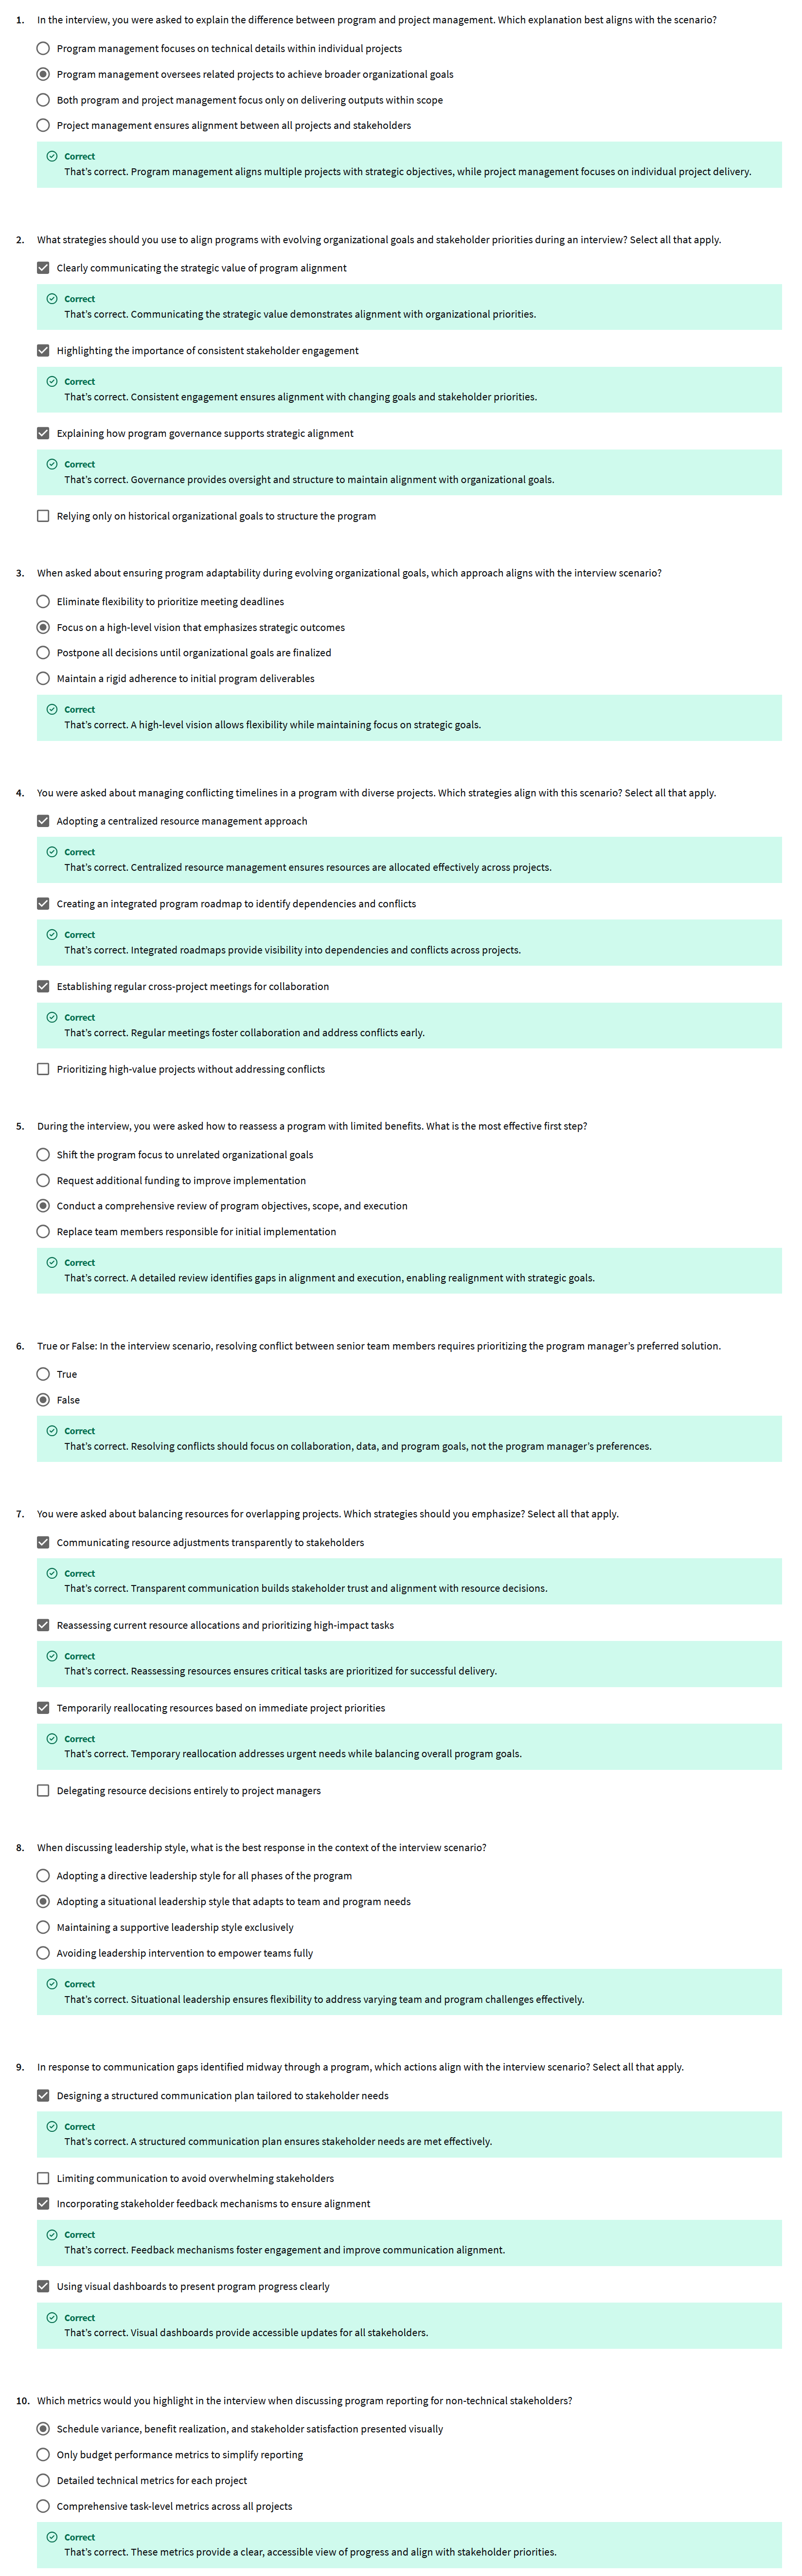 1. In the interview, you were asked to explain the difference between program and project management. Which explanation best aligns with the scenario?
Program management focuses on technical details within individual projects
Program management oversees related projects to achieve broader organizational goals
Both program and project management focus only on delivering outputs within scope
Project management ensures alignment between all projects and stakeholders
Correct
That's correct. Program management aligns multiple projects with strategic objectives, while project management focuses on individual project delivery.
2. What strategies should you use to align programs with evolving organizational goals and stakeholder priorities during an interview? Select all that apply.
Clearly communicating the strategic value of program alignment
Correct
That's correct. Communicating the strategic value demonstrates alignment with organizational priorities.
Highlighting the importance of consistent stakeholder engagement
Correct
That's correct. Consistent engagement ensures alignment with changing goals and stakeholder priorities.
Explaining how program governance supports strategic alignment
Correct
That's correct. Governance provides oversight and structure to maintain alignment with organizational goals.
Relying only on historical organizational goals to structure the program
3. When asked about ensuring program adaptability during evolving organizational goals, which approach aligns with the interview scenario?
Eliminate flexibility to prioritize meeting deadlines
Focus on a high-level vision that emphasizes strategic outcomes
Postpone all decisions until organizational goals are finalized
Maintain a rigid adherence to initial program deliverables
Correct
That's correct. A high-level vision allows flexibility while maintaining focus on strategic goals.
4. You were asked about managing conflicting timelines in a program with diverse projects. Which strategies align with this scenario? Select all that apply.
Adopting a centralized resource management approach
Correct
That's correct. Centralized resource management ensures resources are allocated effectively across projects.
Creating an integrated program roadmap to identify dependencies and conflicts
Correct
That's correct. Integrated roadmaps provide visibility into dependencies and conflicts across projects.
Establishing regular cross-project meetings for collaboration
Correct
That's correct. Regular meetings foster collaboration and address conflicts early.
Prioritizing high-value projects without addressing conflicts
5. During the interview, you were asked how to reassess a program with limited benefits. What is the most effective first step?
Shift the program focus to unrelated organizational goals
Request additional funding to improve implementation
Conduct a comprehensive review of program objectives, scope, and execution
Replace team members responsible for initial implementation
Correct
That's correct. A detailed review identifies gaps in alignment and execution, enabling realignment with strategic goals.
6. True or False: In the interview scenario, resolving conflict between senior team members requires prioritizing the program manager's preferred solution.
True
False
Correct
That's correct. Resolving conflicts should focus on collaboration, data, and program goals, not the program manager's preferences.
7. You were asked about balancing resources for overlapping projects. Which strategies should you emphasize? Select all that apply.
Communicating resource adjustments transparently to stakeholders
Correct
That's correct. Transparent communication builds stakeholder trust and alignment with resource decisions.
Reassessing current resource allocations and prioritizing high-impact tasks
Correct
That's correct. Reassessing resources ensures critical tasks are prioritized for successful delivery.
Temporarily reallocating resources based on immediate project priorities
Correct
That's correct. Temporary reallocation addresses urgent needs while balancing overall program goals.
Delegating resource decisions entirely to project managers
8. When discussing leadership style, what is the best response in the context of the interview scenario?
Adopting a directive leadership style for all phases of the program
Adopting a situational leadership style that adapts to team and program needs
Maintaining a supportive leadership style exclusively
Avoiding leadership intervention to empower teams fully
Correct
That's correct. Situational leadership ensures flexibility to address varying team and program challenges effectively.
9. In response to communication gaps identified midway through a program, which actions align with the interview scenario? Select all that apply.
Designing a structured communication plan tailored to stakeholder needs
Correct
That's correct. A structured communication plan ensures stakeholder needs are met effectively.
Limiting communication to avoid overwhelming stakeholders
Incorporating stakeholder feedback mechanisms to ensure alignment
Correct
That's correct. Feedback mechanisms foster engagement and improve communication alignment.
Using visual dashboards to present program progress clearly
Correct
That's correct. Visual dashboards provide accessible updates for all stakeholders.
10. Which metrics would you highlight in the interview when discussing program reporting for non-technical stakeholders?
Schedule variance, benefit realization, and stakeholder satisfaction presented visually
Only budget performance metrics to simplify reporting
Detailed technical metrics for each project
Comprehensive task-level metrics across all projects
Correct
That's correct. These metrics provide a clear, accessible view of progress and align with stakeholder priorities.